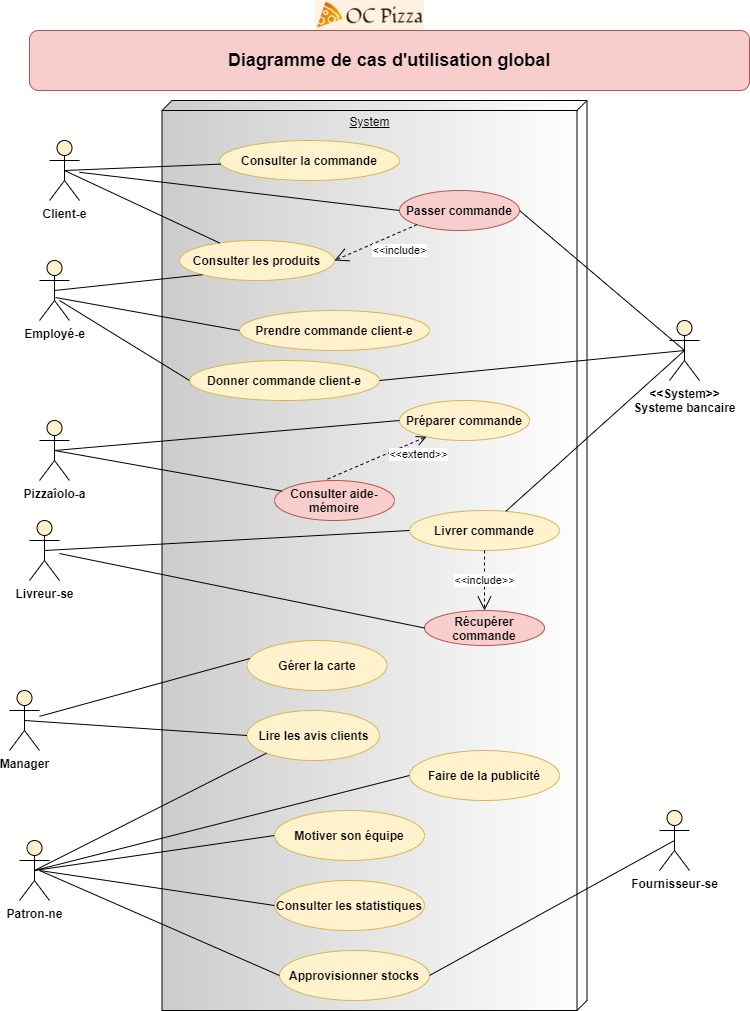 OC Pizza
Diagramme de cas d'utilisation global
System
Consulter la commande
Client-e
Passer commande
<<include>
Consulter les produits
Employé-e
Prendre commande client-e
Donner commande client-e
<<System>>
Systeme bancaire
Préparer commande
<<extend>>
Pizzaîolo-a
Consulter aide-
mémoire
Livrer commande
Livreur-se
<<include>>
Récupérer
commande
Gérer la carte
Manager
Lire les avis clients
Faire de la publicité
Motiver son équipe
Fournisseur-se
Patron-ne
Consulter les statistiques
Approvisionner stocks